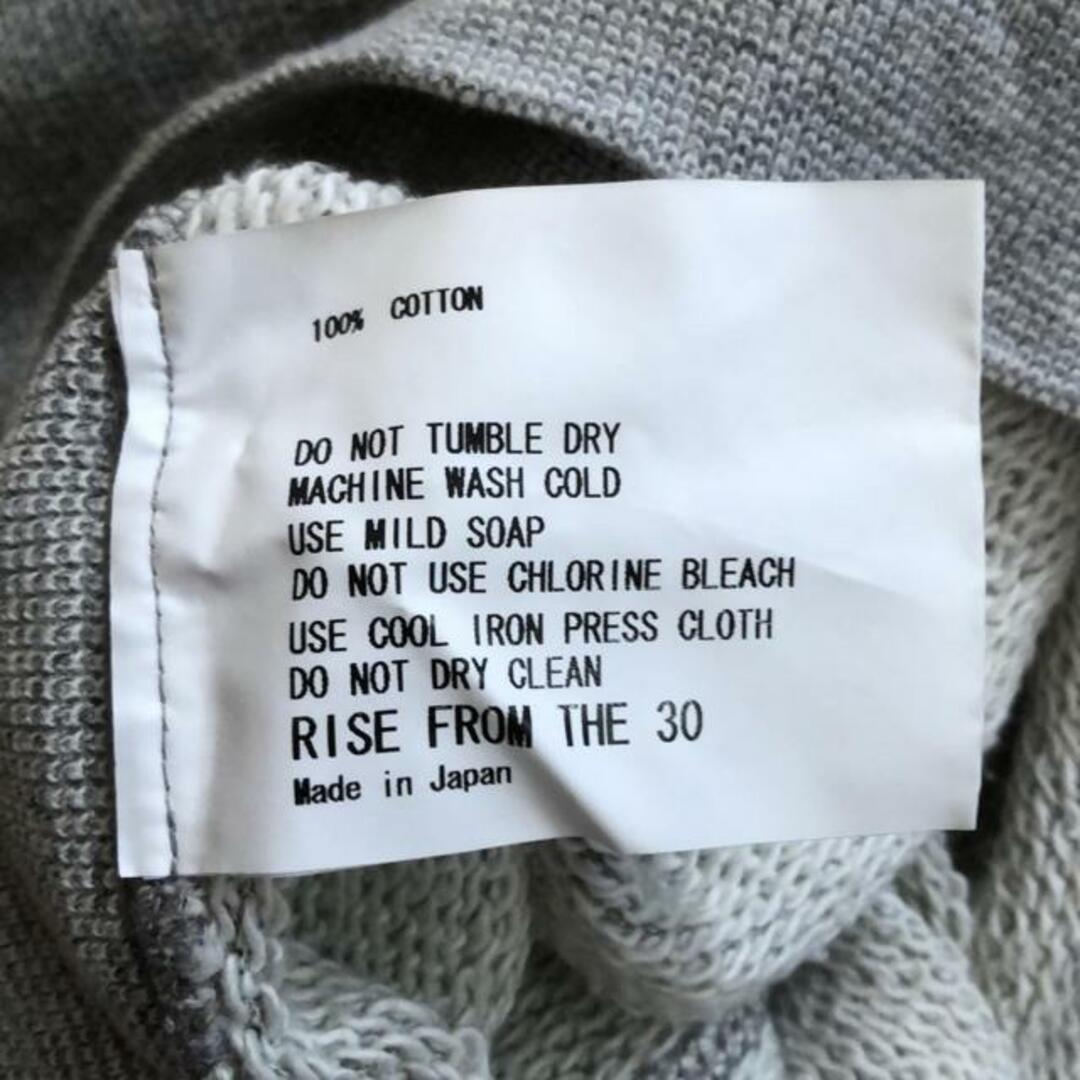 100% COTTON
DO NOT TUMBLE DRY
MACHINE WASH COLD
USE MILD SOAP
DO NOT USE CHLORINE BLEACH
USE COOL IRON PRESS CLOTH
DO NOT DRY CLEAN
RISE FROM THE 30
Made in Japan